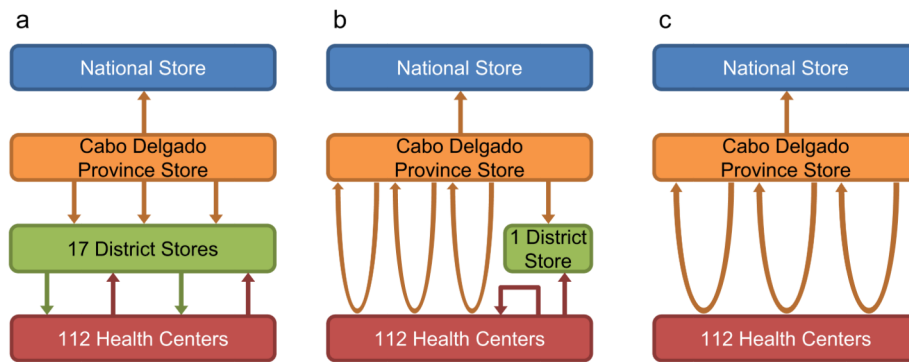 a
National Store
Cabo Delgado
Province Store
17 District Stores
112 Health Centers
b
National Store
Cabo Delgado
Province Store
1 District
Store
112 Health Centers
c
National Store
Cabo Delgado
Province Store
112 Health Centers